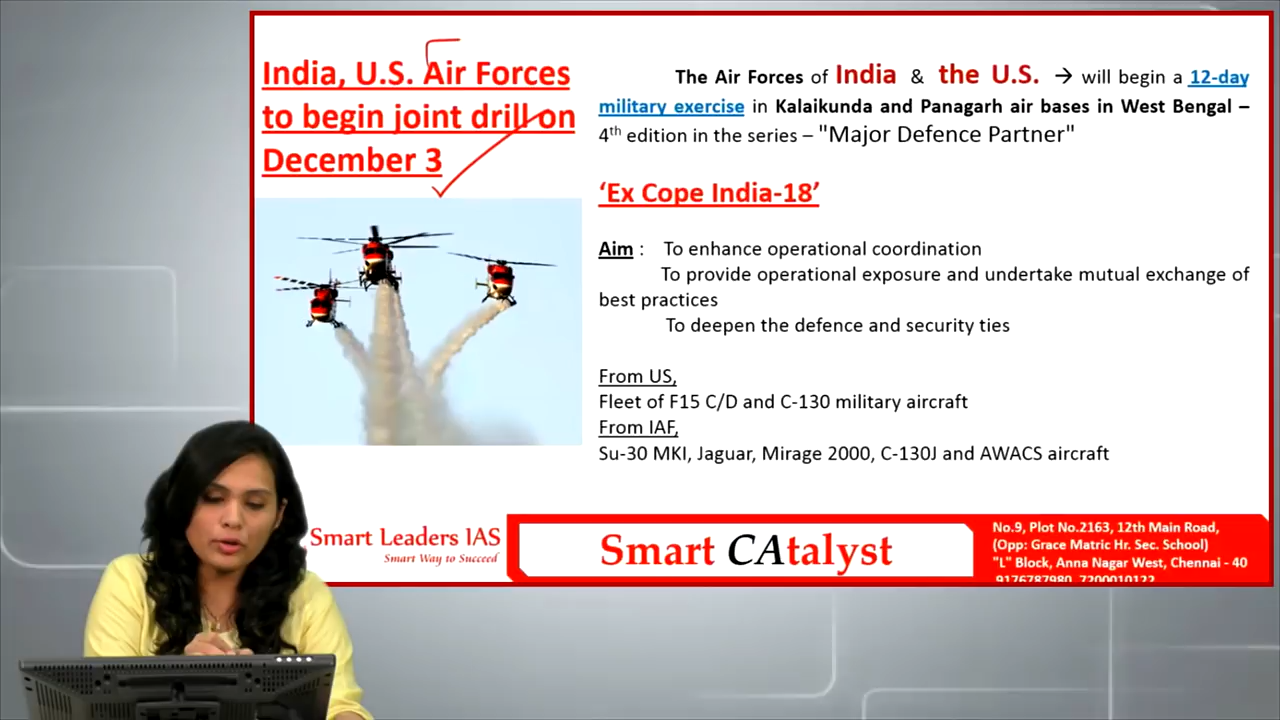 India, U.S. Air Forces
to begin joint drill on
December 3
The Air Forces of India & the U.S. → will begin a 12-day
military exercise in Kalaikunda and Panagarh air bases in West Bengal –
4th edition in the series – "Major Defence Partner"
‘Ex Cope India-18’
Aim : To enhance operational coordination
To provide operational exposure and undertake mutual exchange of
best practices
To deepen the defence and security ties
From US,
Fleet of F15 C/D and C-130 military aircraft
From IAF,
Su-30 MKI, Jaguar, Mirage 2000, C-130J and AWACS aircraft
Smart Leaders IAS
Smart Way to Succeed
Smart CAtalyst
No.9, Plot No.2163, 12th Main Road,
(Opp: Grace Matric Hr. Sec. School)
"L" Block, Anna Nagar West, Chennai - 40
9176787980, 7200010122